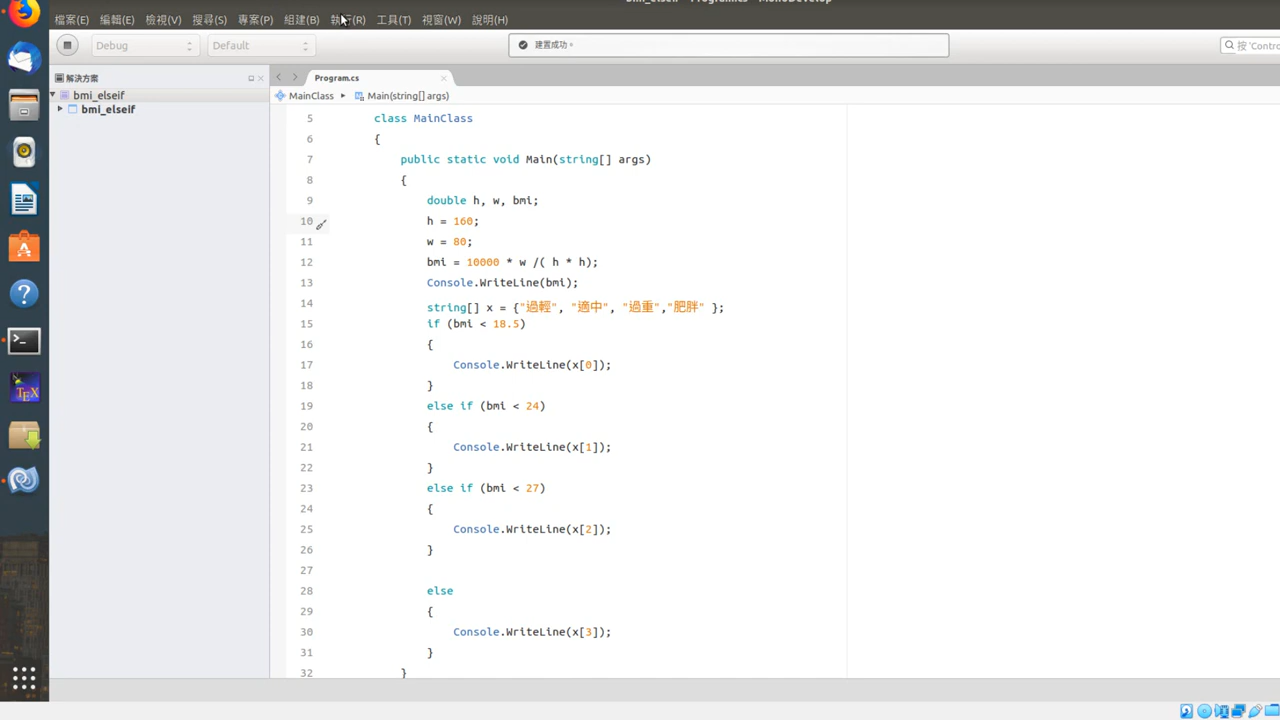 檔案(E) 編輯(E) 檢視(V) 搜尋(S) 專案(P) 組建(B) 執行(R) 工具(T) 視窗(W) 說明(H)
Debug Default 建置成功。 按 'Control
解決方案 Program.cs
bmi_elseif MainClass Main(string[] args)
bmi_elseif
5 class MainClass
6 {
7 public static void Main(string[] args)
8 {
9 double h, w, bmi;
10 h = 160;
11 w = 80;
12 bmi = 10000 * w /( h * h);
13 Console.WriteLine(bmi);
14 string[] x = {"過輕", "適中", "過重","肥胖" };
15 if (bmi < 18.5)
16 {
17 Console.WriteLine(x[0]);
18 }
19 else if (bmi < 24)
20 {
21 Console.WriteLine(x[1]);
22 }
23 else if (bmi < 27)
24 {
25 Console.WriteLine(x[2]);
26 }
27
28 else
29 {
30 Console.WriteLine(x[3]);
31 }
32 }